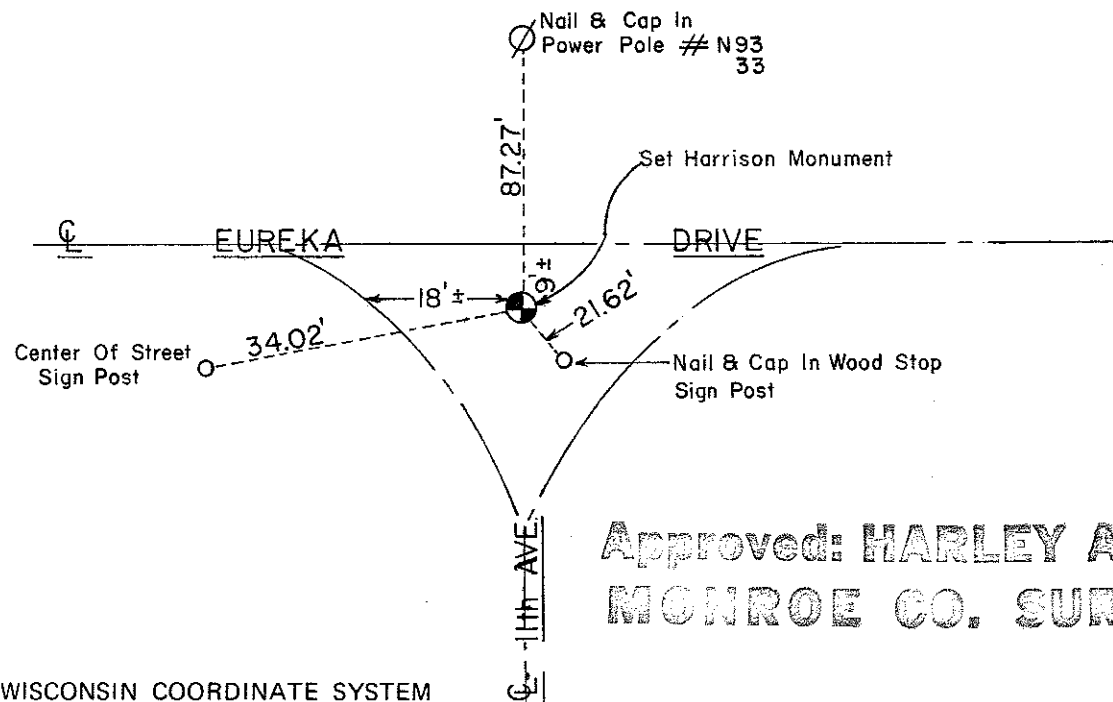 Nail & Cap In
Power Pole # N93
33
87.27'
Set Harrison Monument
℄ EUREKA DRIVE
9'±
18'±
21.62'
34.02'
Center Of Street
Sign Post
Nail & Cap In Wood Stop
Sign Post
11th AVE.
℄
Approved: HARLEY A
MONROE CO. SUR
WISCONSIN COORDINATE SYSTEM